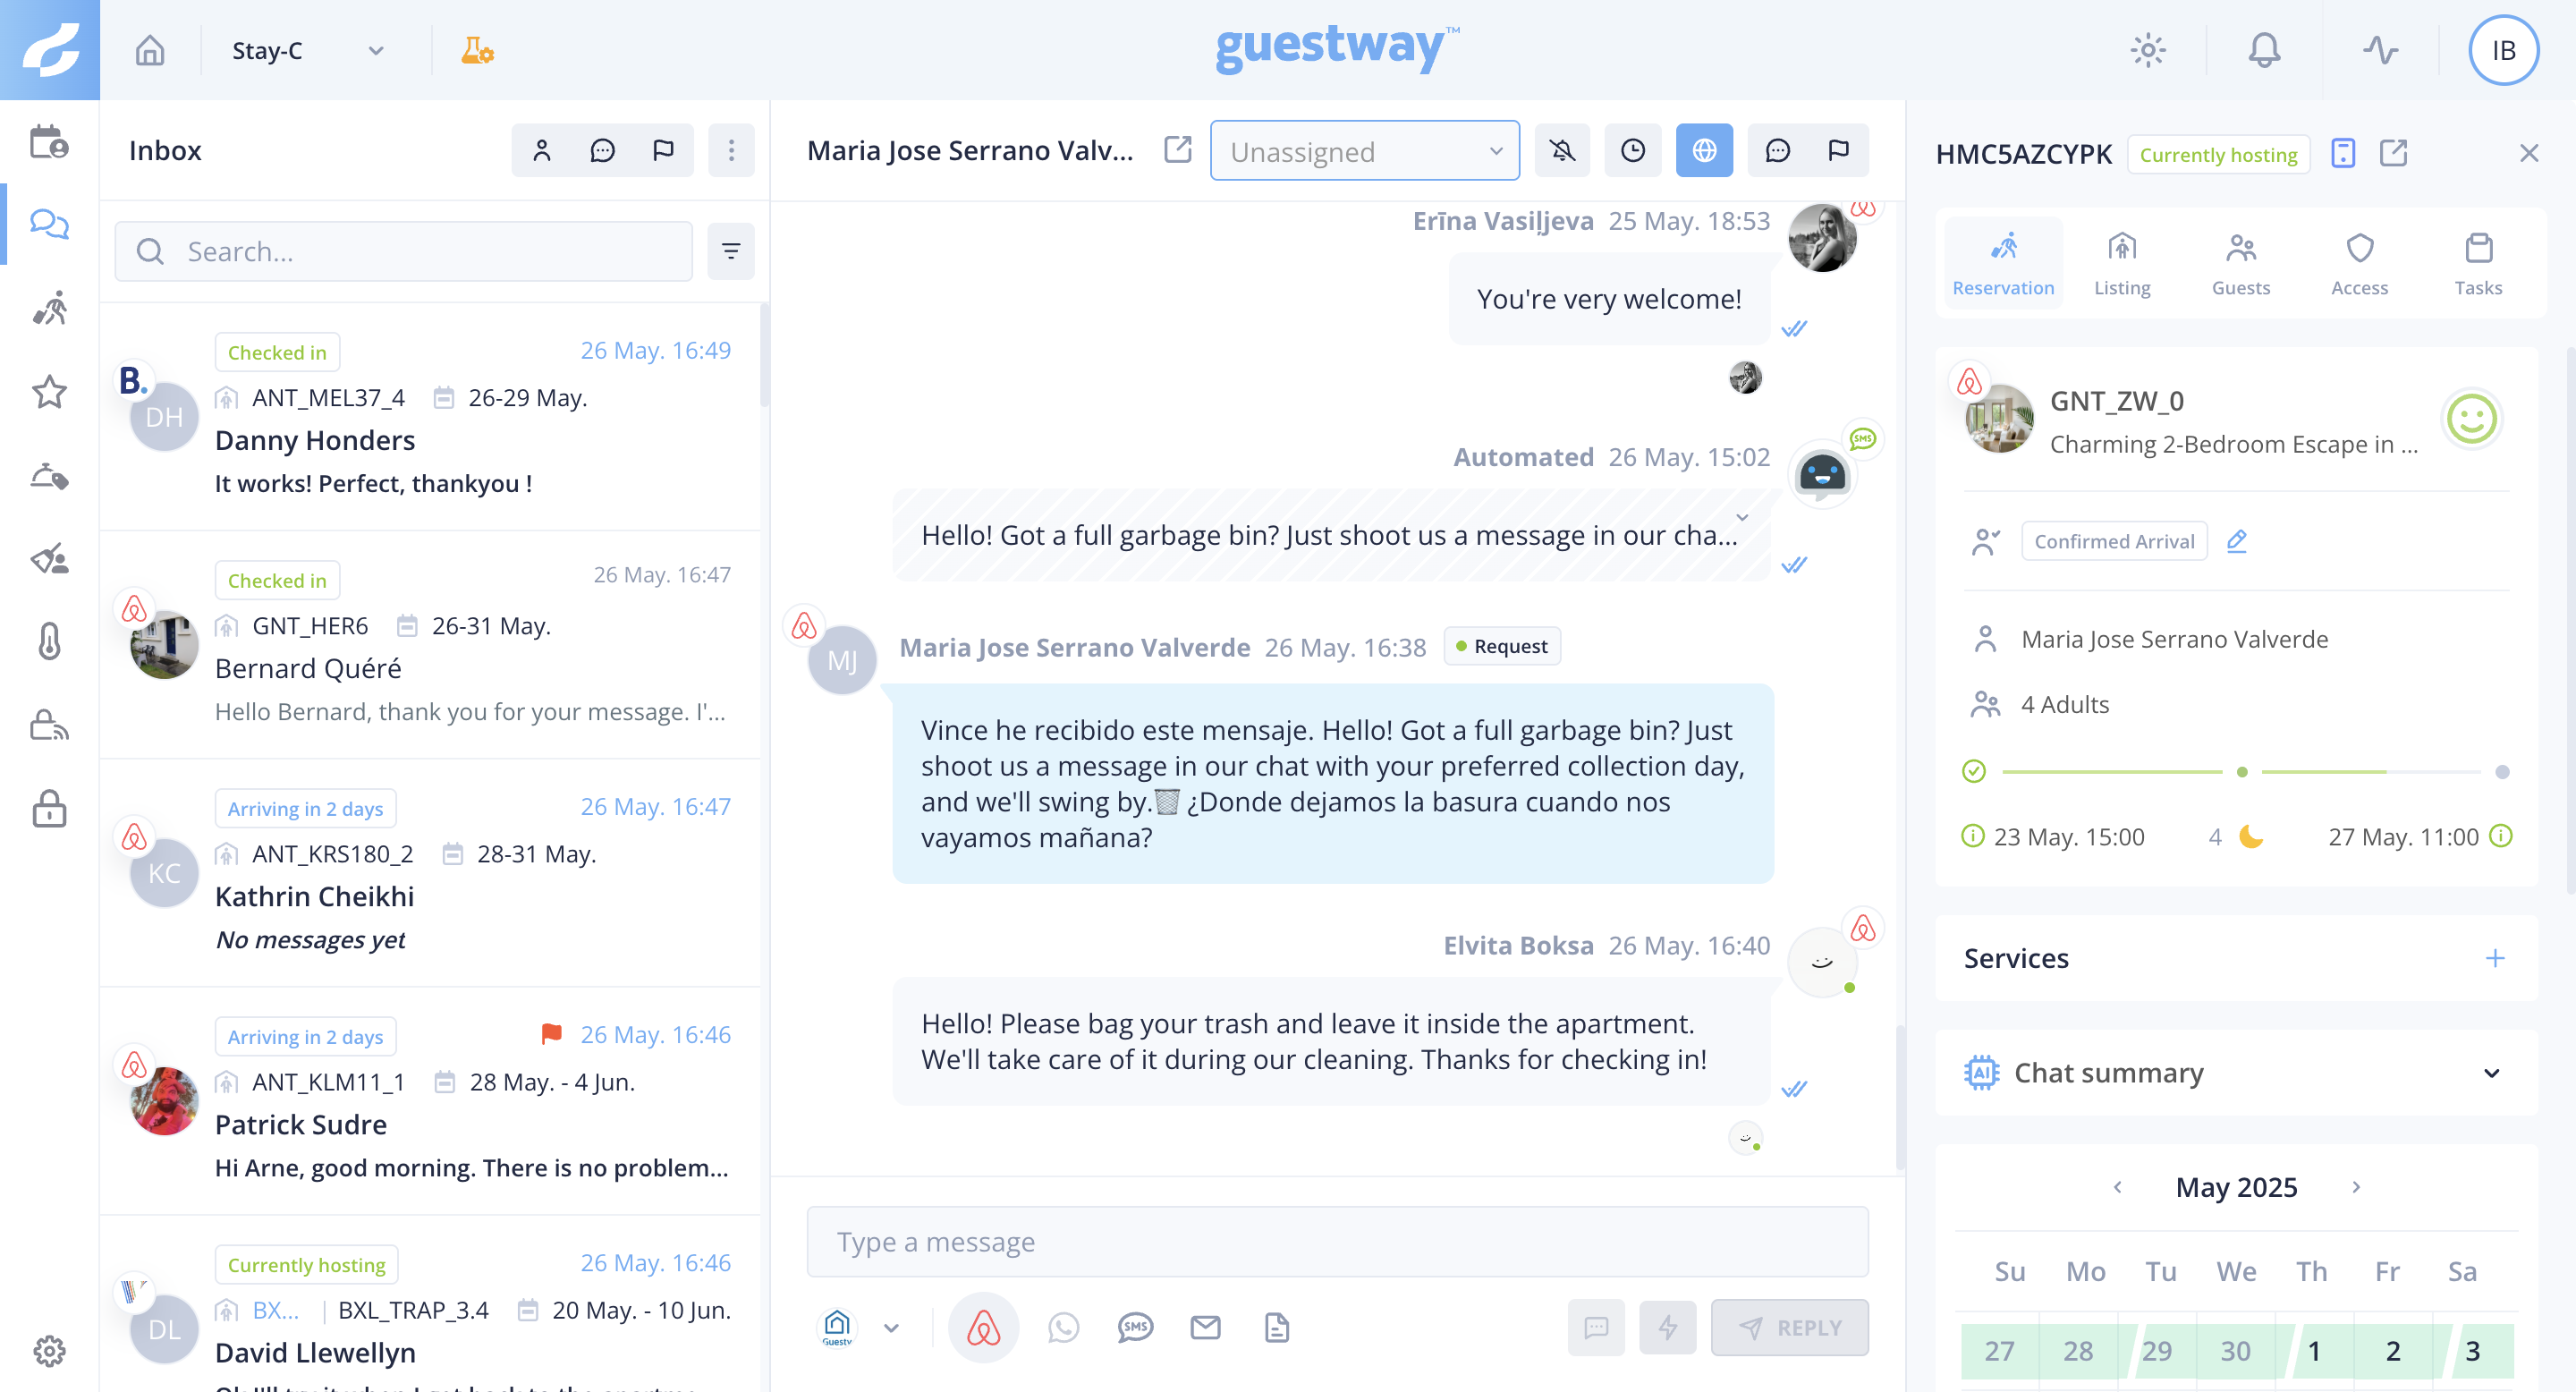 Stay-C
guestway™
IB
Inbox
Search...
Checked in
26 May. 16:49
B.
DH
ANT_MEL37_4
26-29 May.
Danny Honders
It works! Perfect, thankyou !
Checked in
26 May. 16:47
GNT_HER6
26-31 May.
Bernard Quéré
Hello Bernard, thank you for your message. I'...
Arriving in 2 days
26 May. 16:47
KC
ANT_KRS180_2
28-31 May.
Kathrin Cheikhi
No messages yet
Arriving in 2 days
26 May. 16:46
ANT_KLM11_1
28 May. - 4 Jun.
Patrick Sudre
Hi Arne, good morning. There is no problem...
Currently hosting
26 May. 16:46
DL
BX...
BXL_TRAP_3.4
20 May. - 10 Jun.
David Llewellyn
Maria Jose Serrano Valv...
Unassigned
Erīna Vasiļjeva 25 May. 18:53
You're very welcome!
Automated 26 May. 15:02
SMS
Hello! Got a full garbage bin? Just shoot us a message in our cha...
MJ
Maria Jose Serrano Valverde 26 May. 16:38
Request
Vince he recibido este mensaje. Hello! Got a full garbage bin? Just
shoot us a message in our chat with your preferred collection day,
and we'll swing by.🗑️ ¿Donde dejamos la basura cuando nos
vayamos mañana?
Elvita Boksa 26 May. 16:40
Hello! Please bag your trash and leave it inside the apartment.
We'll take care of it during our cleaning. Thanks for checking in!
Type a message
Guesty
SMS
REPLY
HMC5AZCYPK
Currently hosting
Reservation
Listing
Guests
Access
Tasks
GNT_ZW_0
Charming 2-Bedroom Escape in ...
Confirmed Arrival
Maria Jose Serrano Valverde
4 Adults
23 May. 15:00
4
27 May. 11:00
Services
AI
Chat summary
May 2025
Su Mo Tu We Th Fr Sa
27 28 29 30 1 2 3